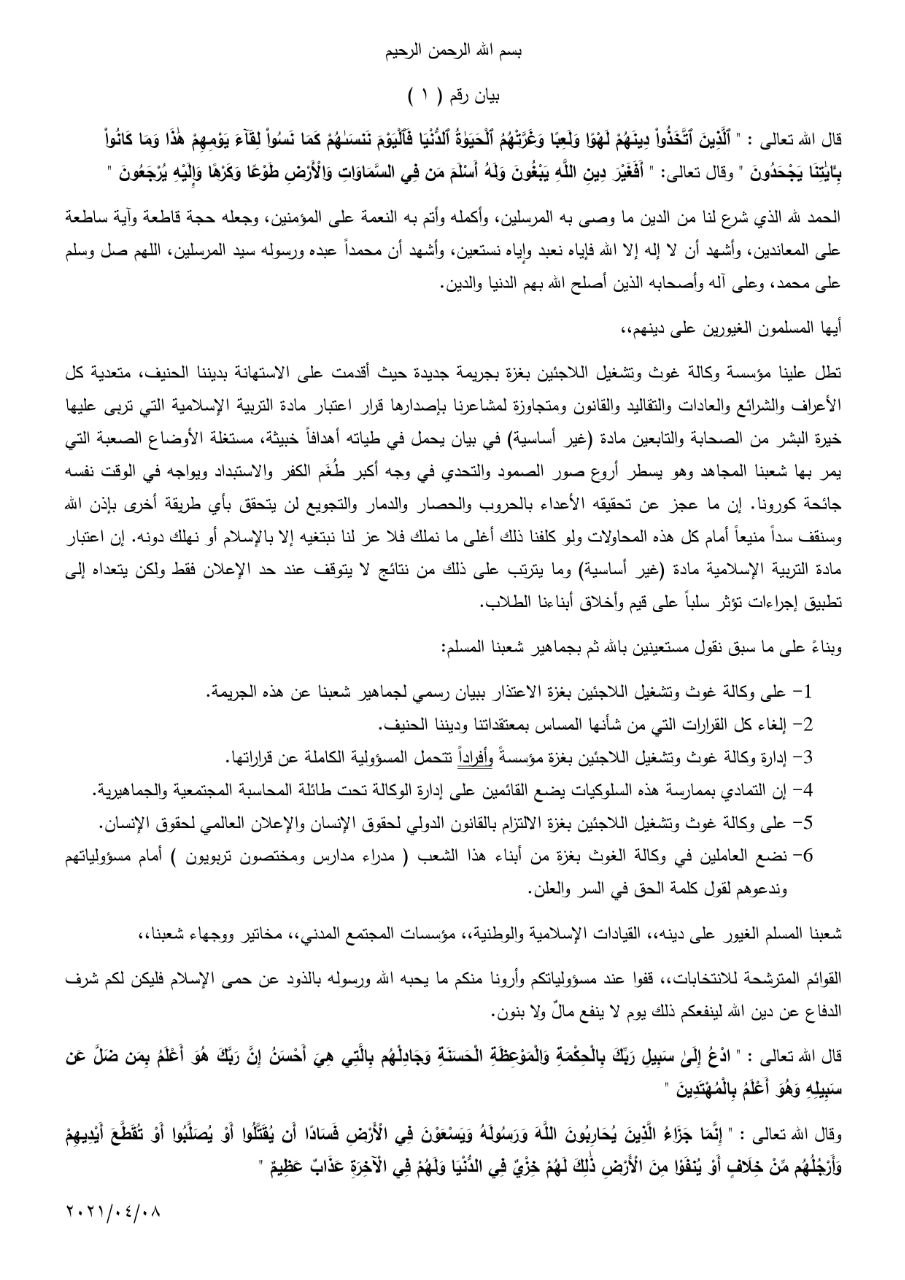 بسم الله الرحمن الرحيم
بيان رقم ( ١ )
قال الله تعالى : " ٱلَّذِينَ ٱتَّخَذُواْ دِينَهُمْ لَهْوًا وَلَعِبًا وَغَرَّتْهُمُ ٱلْحَيَوٰةُ ٱلدُّنْيَا فَٱلْيَوْمَ نَنسَىٰهُمْ كَمَا نَسُواْ لِقَآءَ يَوْمِهِمْ هَٰذَا وَمَا كَانُواْ
بِـَٔايَٰتِنَا يَجْحَدُونَ " وقال تعالى: " أَفَغَيْرَ دِينِ اللَّهِ يَبْغُونَ وَلَهُ أَسْلَمَ مَن فِي السَّمَاوَاتِ وَالْأَرْضِ طَوْعًا وَكَرْهًا وَإِلَيْهِ يُرْجَعُونَ "
الحمد لله الذي شرع لنا من الدين ما وصى به المرسلين، وأكمله وأتم به النعمة على المؤمنين، وجعله حجة قاطعة وآية ساطعة
على المعاندين، وأشهد أن لا إله إلا الله فإياه نعبد وإياه نستعين، وأشهد أن محمداً عبده ورسوله سيد المرسلين، اللهم صل وسلم
على محمد، وعلى آله وأصحابه الذين أصلح الله بهم الدنيا والدين.
أيها المسلمون الغيورين على دينهم،،
تطل علينا مؤسسة وكالة غوث وتشغيل اللاجئين بغزة بجريمة جديدة حيث أقدمت على الاستهانة بديننا الحنيف، متعدية كل
الأعراف والشرائع والعادات والتقاليد والقانون ومتجاوزة لمشاعرنا بإصدارها قرار اعتبار مادة التربية الإسلامية التي تربى عليها
خيرة البشر من الصحابة والتابعين مادة (غير أساسية) في بيان يحمل في طياته أهدافاً خبيثة، مستغلة الأوضاع الصعبة التي
يمر بها شعبنا المجاهد وهو يسطر أروع صور الصمود والتحدي في وجه أكبر طُغَم الكفر والاستبداد ويواجه في الوقت نفسه
جائحة كورونا. إن ما عجز عن تحقيقه الأعداء بالحروب والحصار والدمار والتجويع لن يتحقق بأي طريقة أخرى بإذن الله
وسنقف سداً منيعاً أمام كل هذه المحاولات ولو كلفنا ذلك أغلى ما نملك فلا عز لنا نبتغيه إلا بالإسلام أو نهلك دونه. إن اعتبار
مادة التربية الإسلامية مادة (غير أساسية) وما يترتب على ذلك من نتائج لا يتوقف عند حد الإعلان فقط ولكن يتعداه إلى
تطبيق إجراءات تؤثر سلباً على قيم وأخلاق أبناءنا الطلاب.
وبناءً على ما سبق نقول مستعينين بالله ثم بجماهير شعبنا المسلم:
1- على وكالة غوث وتشغيل اللاجئين بغزة الاعتذار ببيان رسمي لجماهير شعبنا عن هذه الجريمة.
2- إلغاء كل القرارات التي من شأنها المساس بمعتقداتنا وديننا الحنيف.
3- إدارة وكالة غوث وتشغيل اللاجئين بغزة مؤسسةً وأفراداً تتحمل المسؤولية الكاملة عن قراراتها.
4- إن التمادي بممارسة هذه السلوكيات يضع القائمين على إدارة الوكالة تحت طائلة المحاسبة المجتمعية والجماهيرية.
5- على وكالة غوث وتشغيل اللاجئين بغزة الالتزام بالقانون الدولي لحقوق الإنسان والإعلان العالمي لحقوق الإنسان.
6- نضع العاملين في وكالة الغوث بغزة من أبناء هذا الشعب ( مدراء مدارس ومختصون تربويون ) أمام مسؤولياتهم
وندعوهم لقول كلمة الحق في السر والعلن.
شعبنا المسلم الغيور على دينه،، القيادات الإسلامية والوطنية،، مؤسسات المجتمع المدني،، مخاتير ووجهاء شعبنا،،
القوائم المترشحة للانتخابات،، قفوا عند مسؤولياتكم وأرونا منكم ما يحبه الله ورسوله بالذود عن حمى الإسلام فليكن لكم شرف
الدفاع عن دين الله لينفعكم ذلك يوم لا ينفع مالٌ ولا بنون.
قال الله تعالى : " ادْعُ إِلَىٰ سَبِيلِ رَبِّكَ بِالْحِكْمَةِ وَالْمَوْعِظَةِ الْحَسَنَةِ وَجَادِلْهُم بِالَّتِي هِيَ أَحْسَنُ إِنَّ رَبَّكَ هُوَ أَعْلَمُ بِمَن ضَلَّ عَن
سَبِيلِهِ وَهُوَ أَعْلَمُ بِالْمُهْتَدِينَ "
وقال الله تعالى : " إِنَّمَا جَزَاءُ الَّذِينَ يُحَارِبُونَ اللَّهَ وَرَسُولَهُ وَيَسْعَوْنَ فِي الْأَرْضِ فَسَادًا أَن يُقَتَّلُوا أَوْ يُصَلَّبُوا أَوْ تُقَطَّعَ أَيْدِيهِمْ
وَأَرْجُلُهُم مِّنْ خِلَافٍ أَوْ يُنفَوْا مِنَ الْأَرْضِ ذَٰلِكَ لَهُمْ خِزْيٌ فِي الدُّنْيَا وَلَهُمْ فِي الْآخِرَةِ عَذَابٌ عَظِيمٌ "
٢٠٢١/٠٤/٠٨